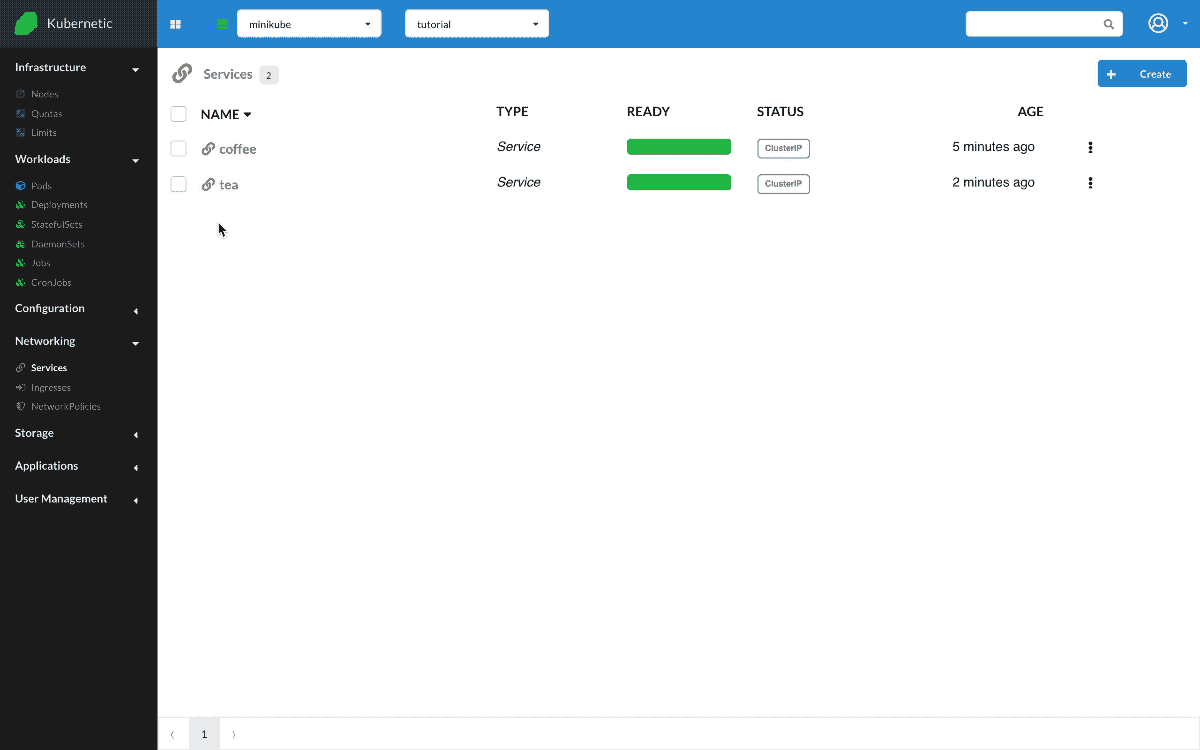 Kubernetic
minikube
tutorial
Infrastructure
Nodes
Quotas
Limits
Workloads
Pods
Deployments
StatefulSets
DaemonSets
Jobs
CronJobs
Configuration
Networking
Services
Ingresses
NetworkPolicies
Storage
Applications
User Management
Services 2
+ Create
NAME TYPE READY STATUS AGE
coffee Service ClusterIP 5 minutes ago
tea Service ClusterIP 2 minutes ago
‹ 1 ›